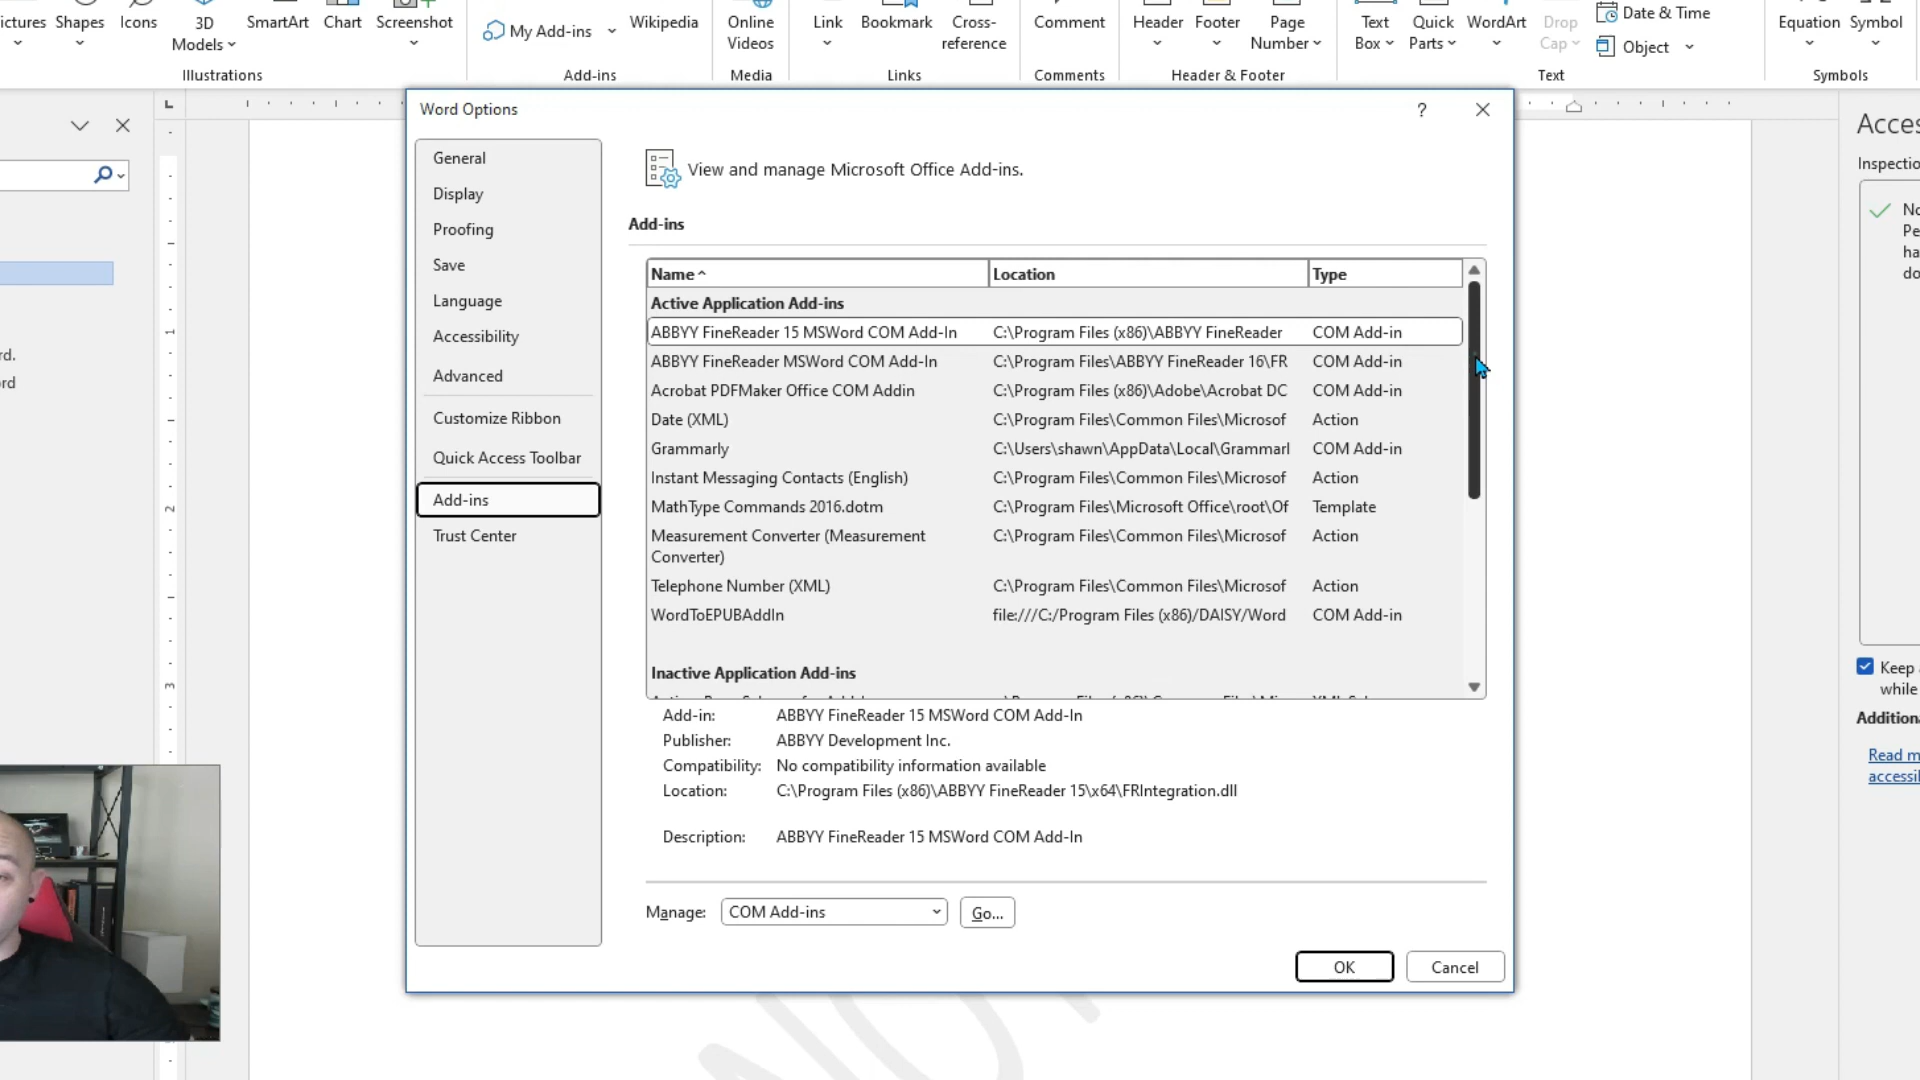 ictures Shapes Icons 3D Models SmartArt Chart Screenshot
Illustrations
My Add-ins Wikipedia
Add-ins
Online Videos
Media
Link Bookmark Cross-reference
Links
Comment
Comments
Header Footer Page Number
Header & Footer
Text Box Quick Parts WordArt Drop Cap Date & Time
Object
Text
Equation Symbol
Symbols
L
rd.
ord
1
2
3
Word Options
?
General
Display
Proofing
Save
Language
Accessibility
Advanced
Customize Ribbon
Quick Access Toolbar
Add-ins
Trust Center
View and manage Microsoft Office Add-ins.
Add-ins
Name Location Type
Active Application Add-ins
ABBYY FineReader 15 MSWord COM Add-In C:\Program Files (x86)\ABBYY FineReader COM Add-in
ABBYY FineReader MSWord COM Add-In C:\Program Files\ABBYY FineReader 16\FR COM Add-in
Acrobat PDFMaker Office COM Addin C:\Program Files (x86)\Adobe\Acrobat DC COM Add-in
Date (XML) C:\Program Files\Common Files\Microsof Action
Grammarly C:\Users\shawn\AppData\Local\Grammarl COM Add-in
Instant Messaging Contacts (English) C:\Program Files\Common Files\Microsof Action
MathType Commands 2016.dotm C:\Program Files\Microsoft Office\root\Of Template
Measurement Converter (Measurement C:\Program Files\Common Files\Microsof Action
Converter)
Telephone Number (XML) C:\Program Files\Common Files\Microsof Action
WordToEPUBAddIn file:///C:/Program Files (x86)/DAISY/Word COM Add-in
Inactive Application Add-ins
Add-in: ABBYY FineReader 15 MSWord COM Add-In
Publisher: ABBYY Development Inc.
Compatibility: No compatibility information available
Location: C:\Program Files (x86)\ABBYY FineReader 15\x64\FRIntegration.dll
Description: ABBYY FineReader 15 MSWord COM Add-In
Manage: COM Add-ins Go...
OK Cancel
Acces
Inspectio
No
Pe
ha
do
Keep
while
Additiona
Read m
accessi